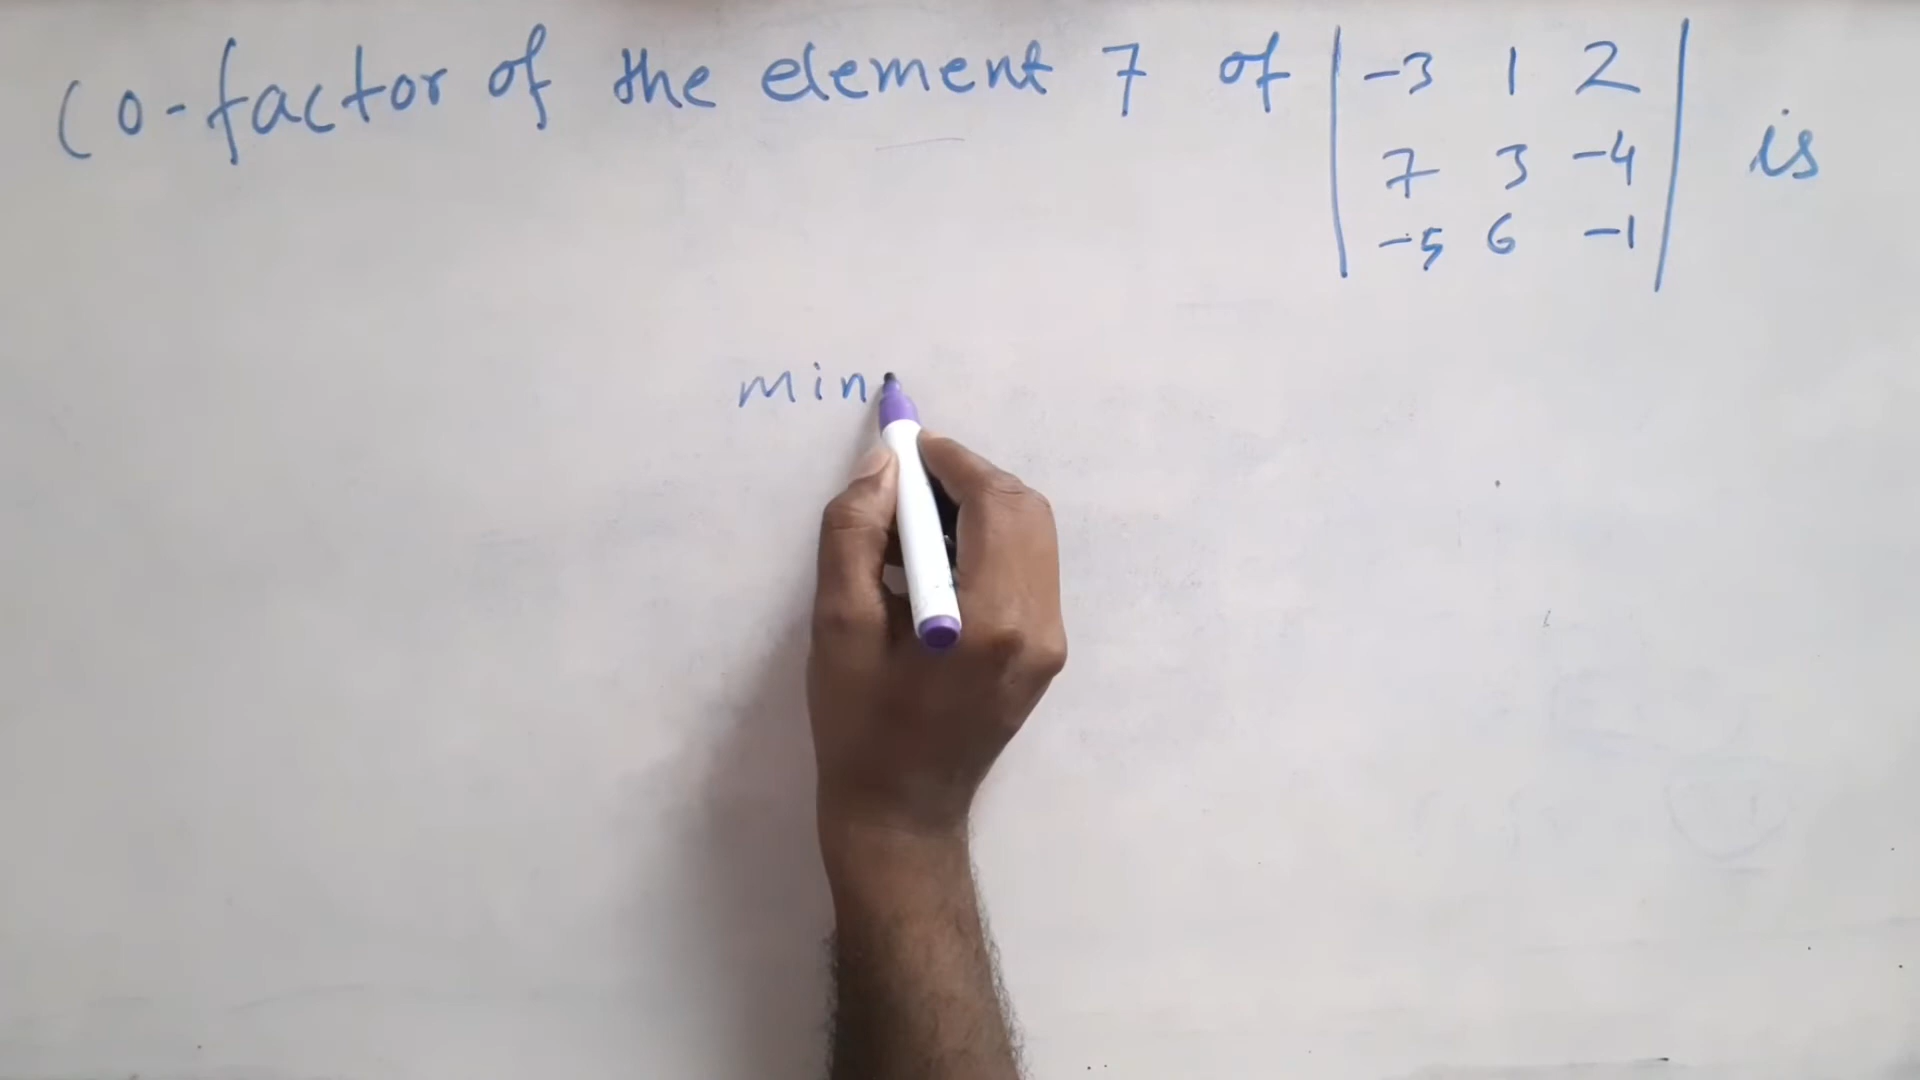 Co-factor of the element 7 of | -3 1 2 | is
| 7 3 -4 |
| -5 6 -1 |
min